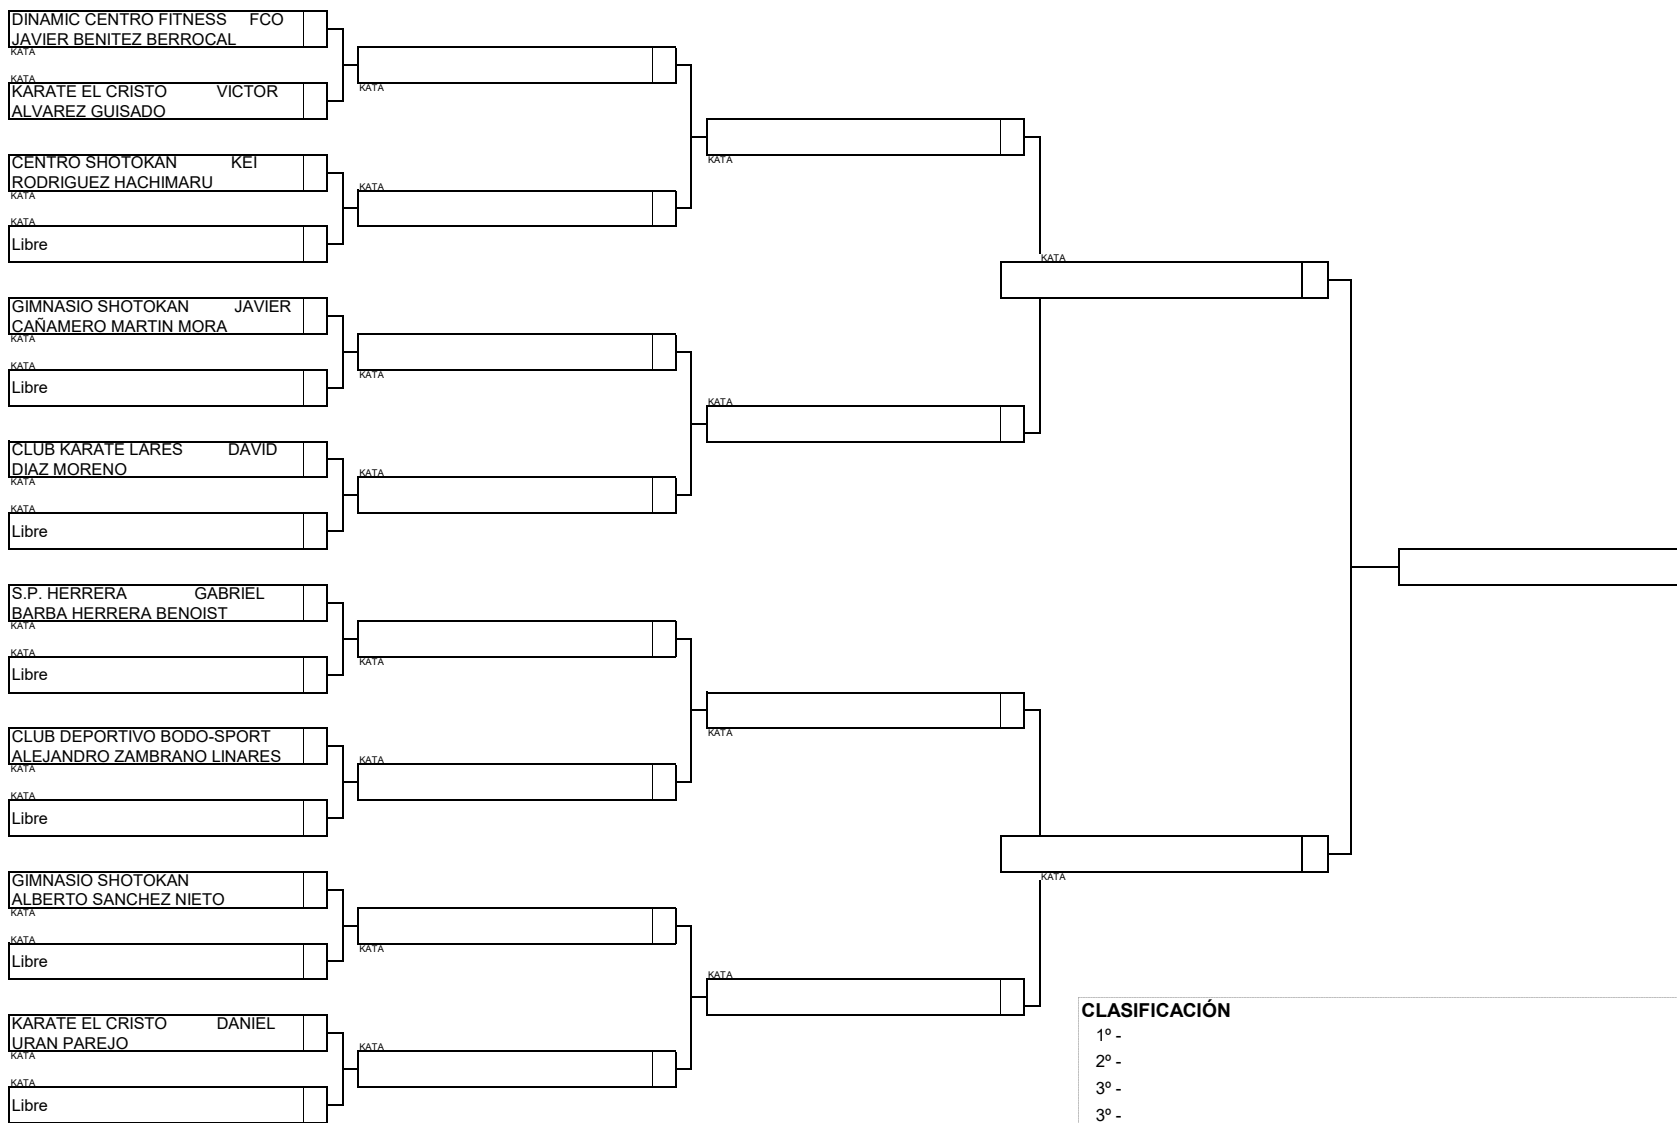 DINAMIC CENTRO FITNESS FCO
JAVIER BENITEZ BERROCAL
KATA
KATA
KARATE EL CRISTO VICTOR
ALVAREZ GUISADO
KATA
KATA
CENTRO SHOTOKAN KEI
RODRIGUEZ HACHIMARU
KATA
KATA
KATA
Libre
KATA
GIMNASIO SHOTOKAN JAVIER
CAÑAMERO MARTIN MORA
KATA
KATA
Libre
KATA
KATA
CLUB KARATE LARES DAVID
DIAZ MORENO
KATA
KATA
KATA
Libre
S.P. HERRERA GABRIEL
BARBA HERRERA BENOIST
KATA
KATA
Libre
KATA
KATA
CLUB DEPORTIVO BODO-SPORT
ALEJANDRO ZAMBRANO LINARES
KATA
KATA
KATA
Libre
KATA
GIMNASIO SHOTOKAN
ALBERTO SANCHEZ NIETO
KATA
KATA
Libre
KATA
KATA
KARATE EL CRISTO DANIEL
URAN PAREJO
KATA
KATA
KATA
Libre
CLASIFICACIÓN
1º -
2º -
3º -
3º -